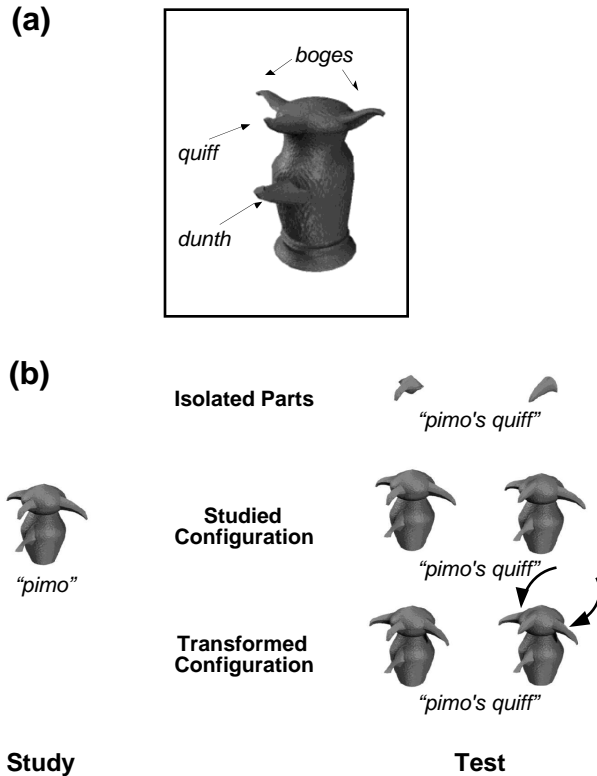 (a)
boges
quiff
dunth
(b)
Isolated Parts
“pimo's quiff”
Studied
Configuration
“pimo”
“pimo's quiff”
Transformed
Configuration
“pimo's quiff”
Study
Test